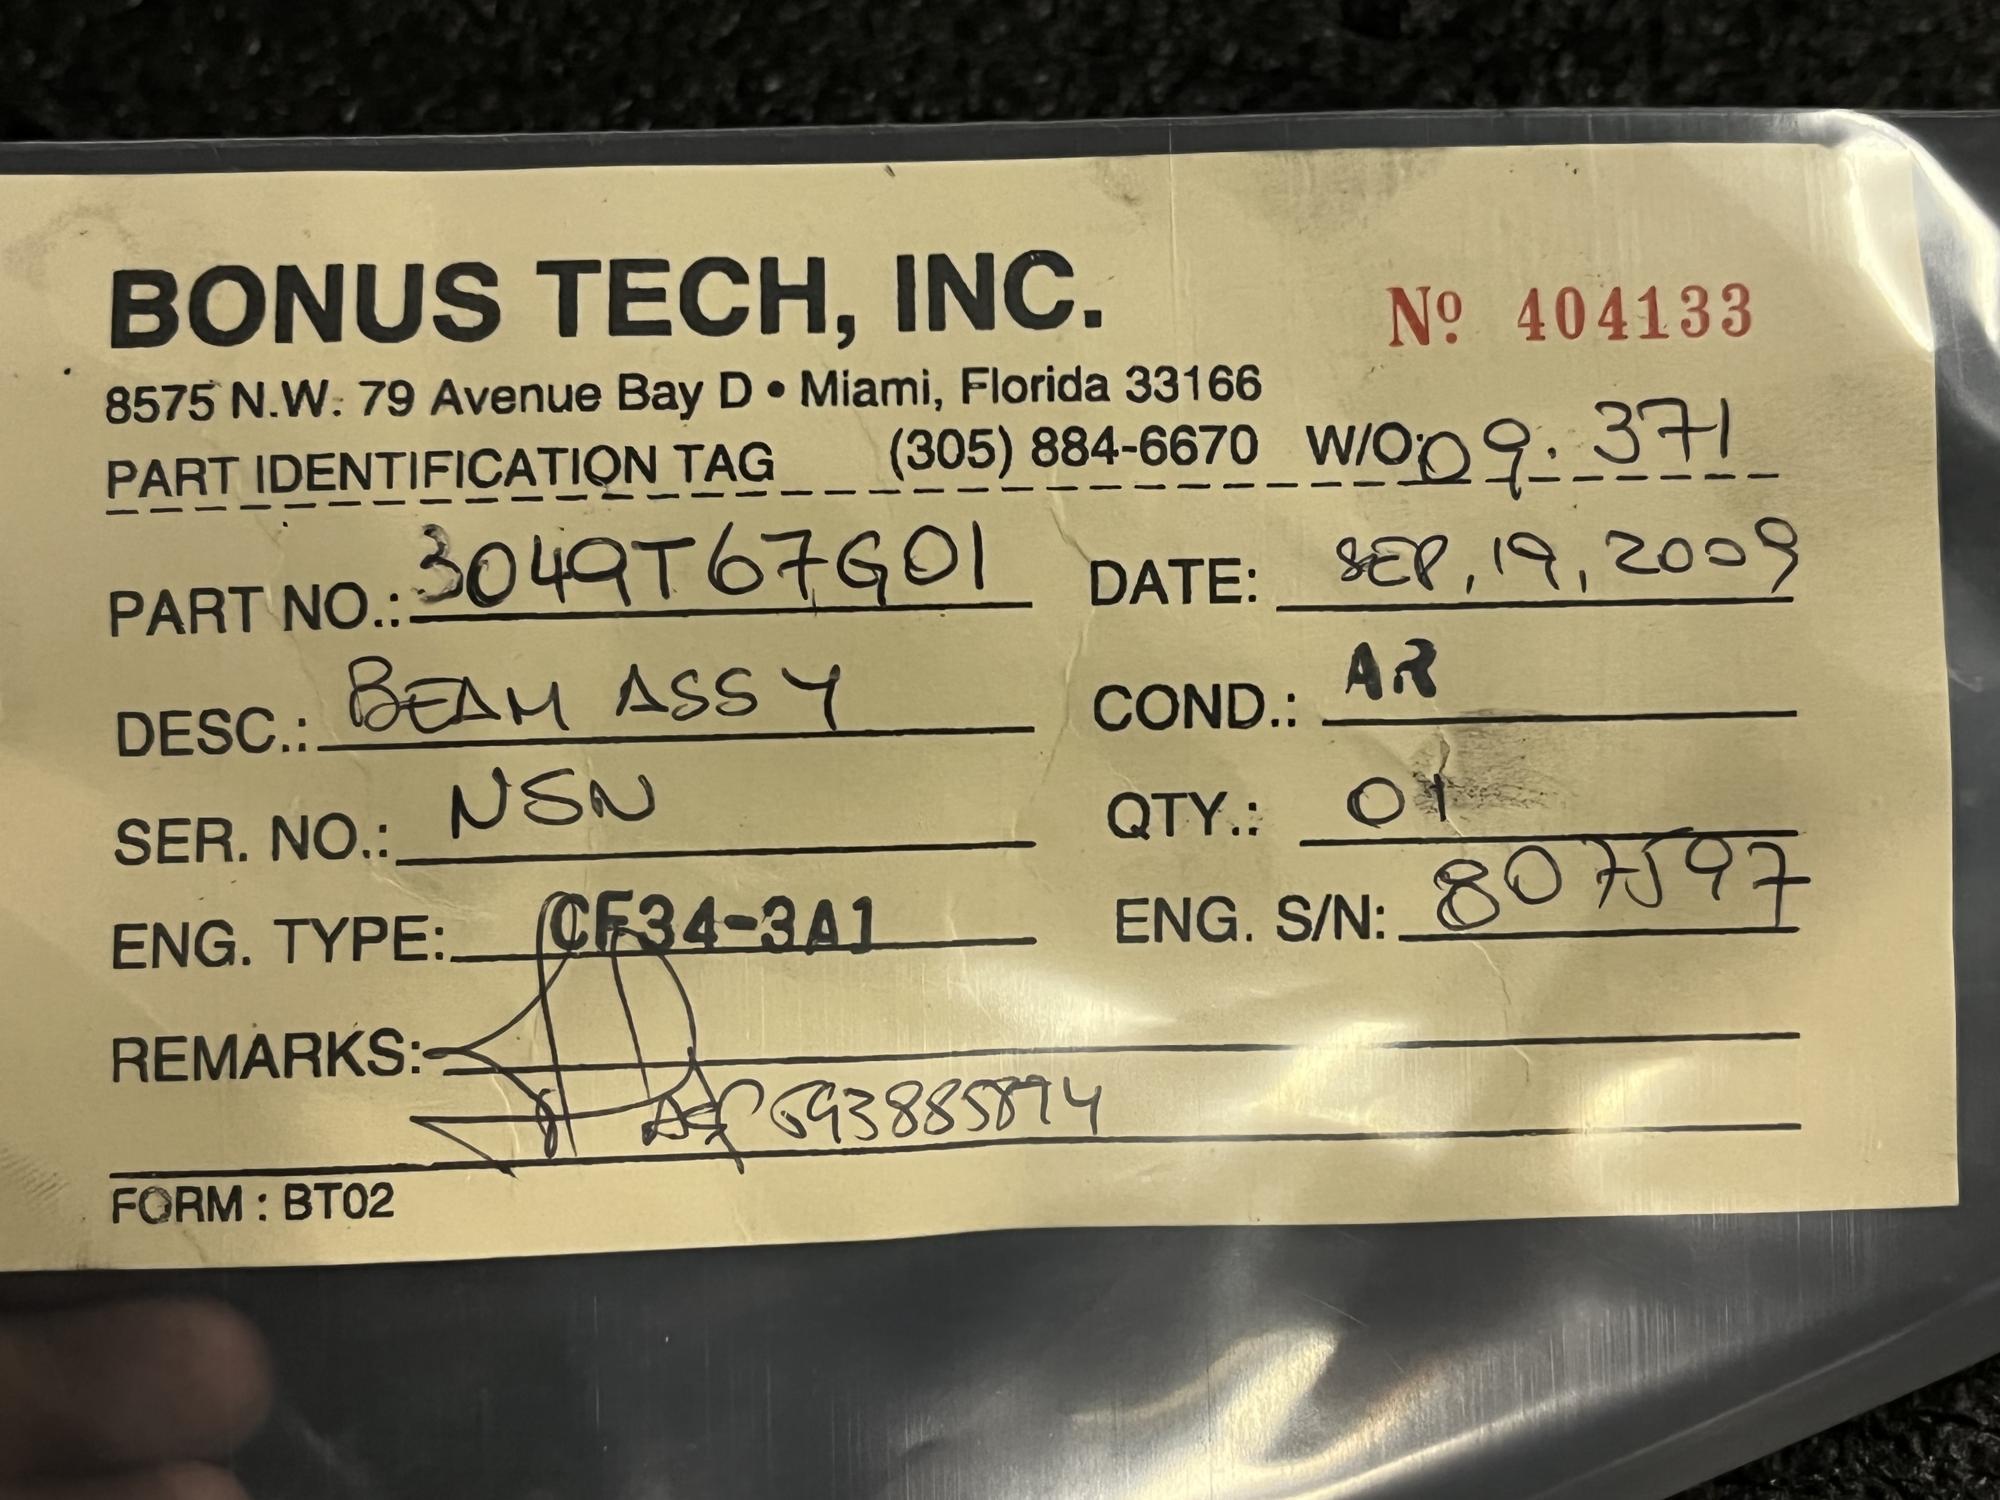 BONUS TECH, INC.
Nº 404133
8575 N.W. 79 Avenue Bay D • Miami, Florida 33166
PART IDENTIFICATION TAG (305) 884-6670 W/O: 09.371
PART NO.: 3049T67G01 DATE: SEP, 19, 2009
DESC.: BEAM ASSY COND.: AR
SER. NO.: NSN QTY.: 01
ENG. TYPE: CF34-3A1 ENG. S/N: 807597
REMARKS:
FORM : BT02